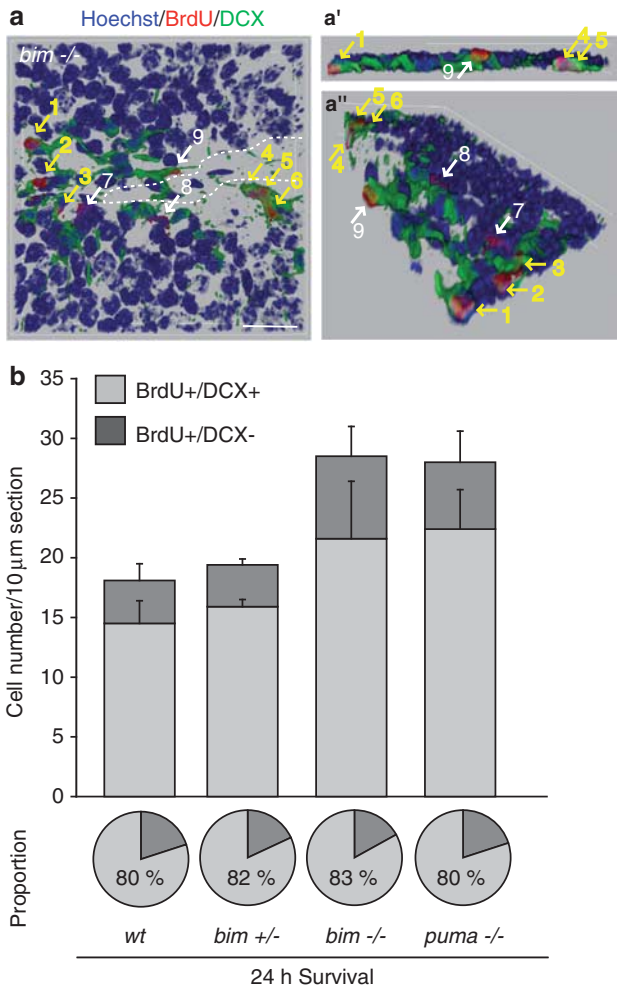 a
Hoechst/BrdU/DCX
bim -/-
1
2
3
7
9
8
4
5
6
a'
1
9
4
5
a''
5
6
4
8
9
7
3
2
1
b
35
30
25
20
15
10
5
0
Cell number/10 µm section
BrdU+/DCX+
BrdU+/DCX-
Proportion
80 % 82 % 83 % 80 %
wt bim +/- bim -/- puma -/-
24 h Survival